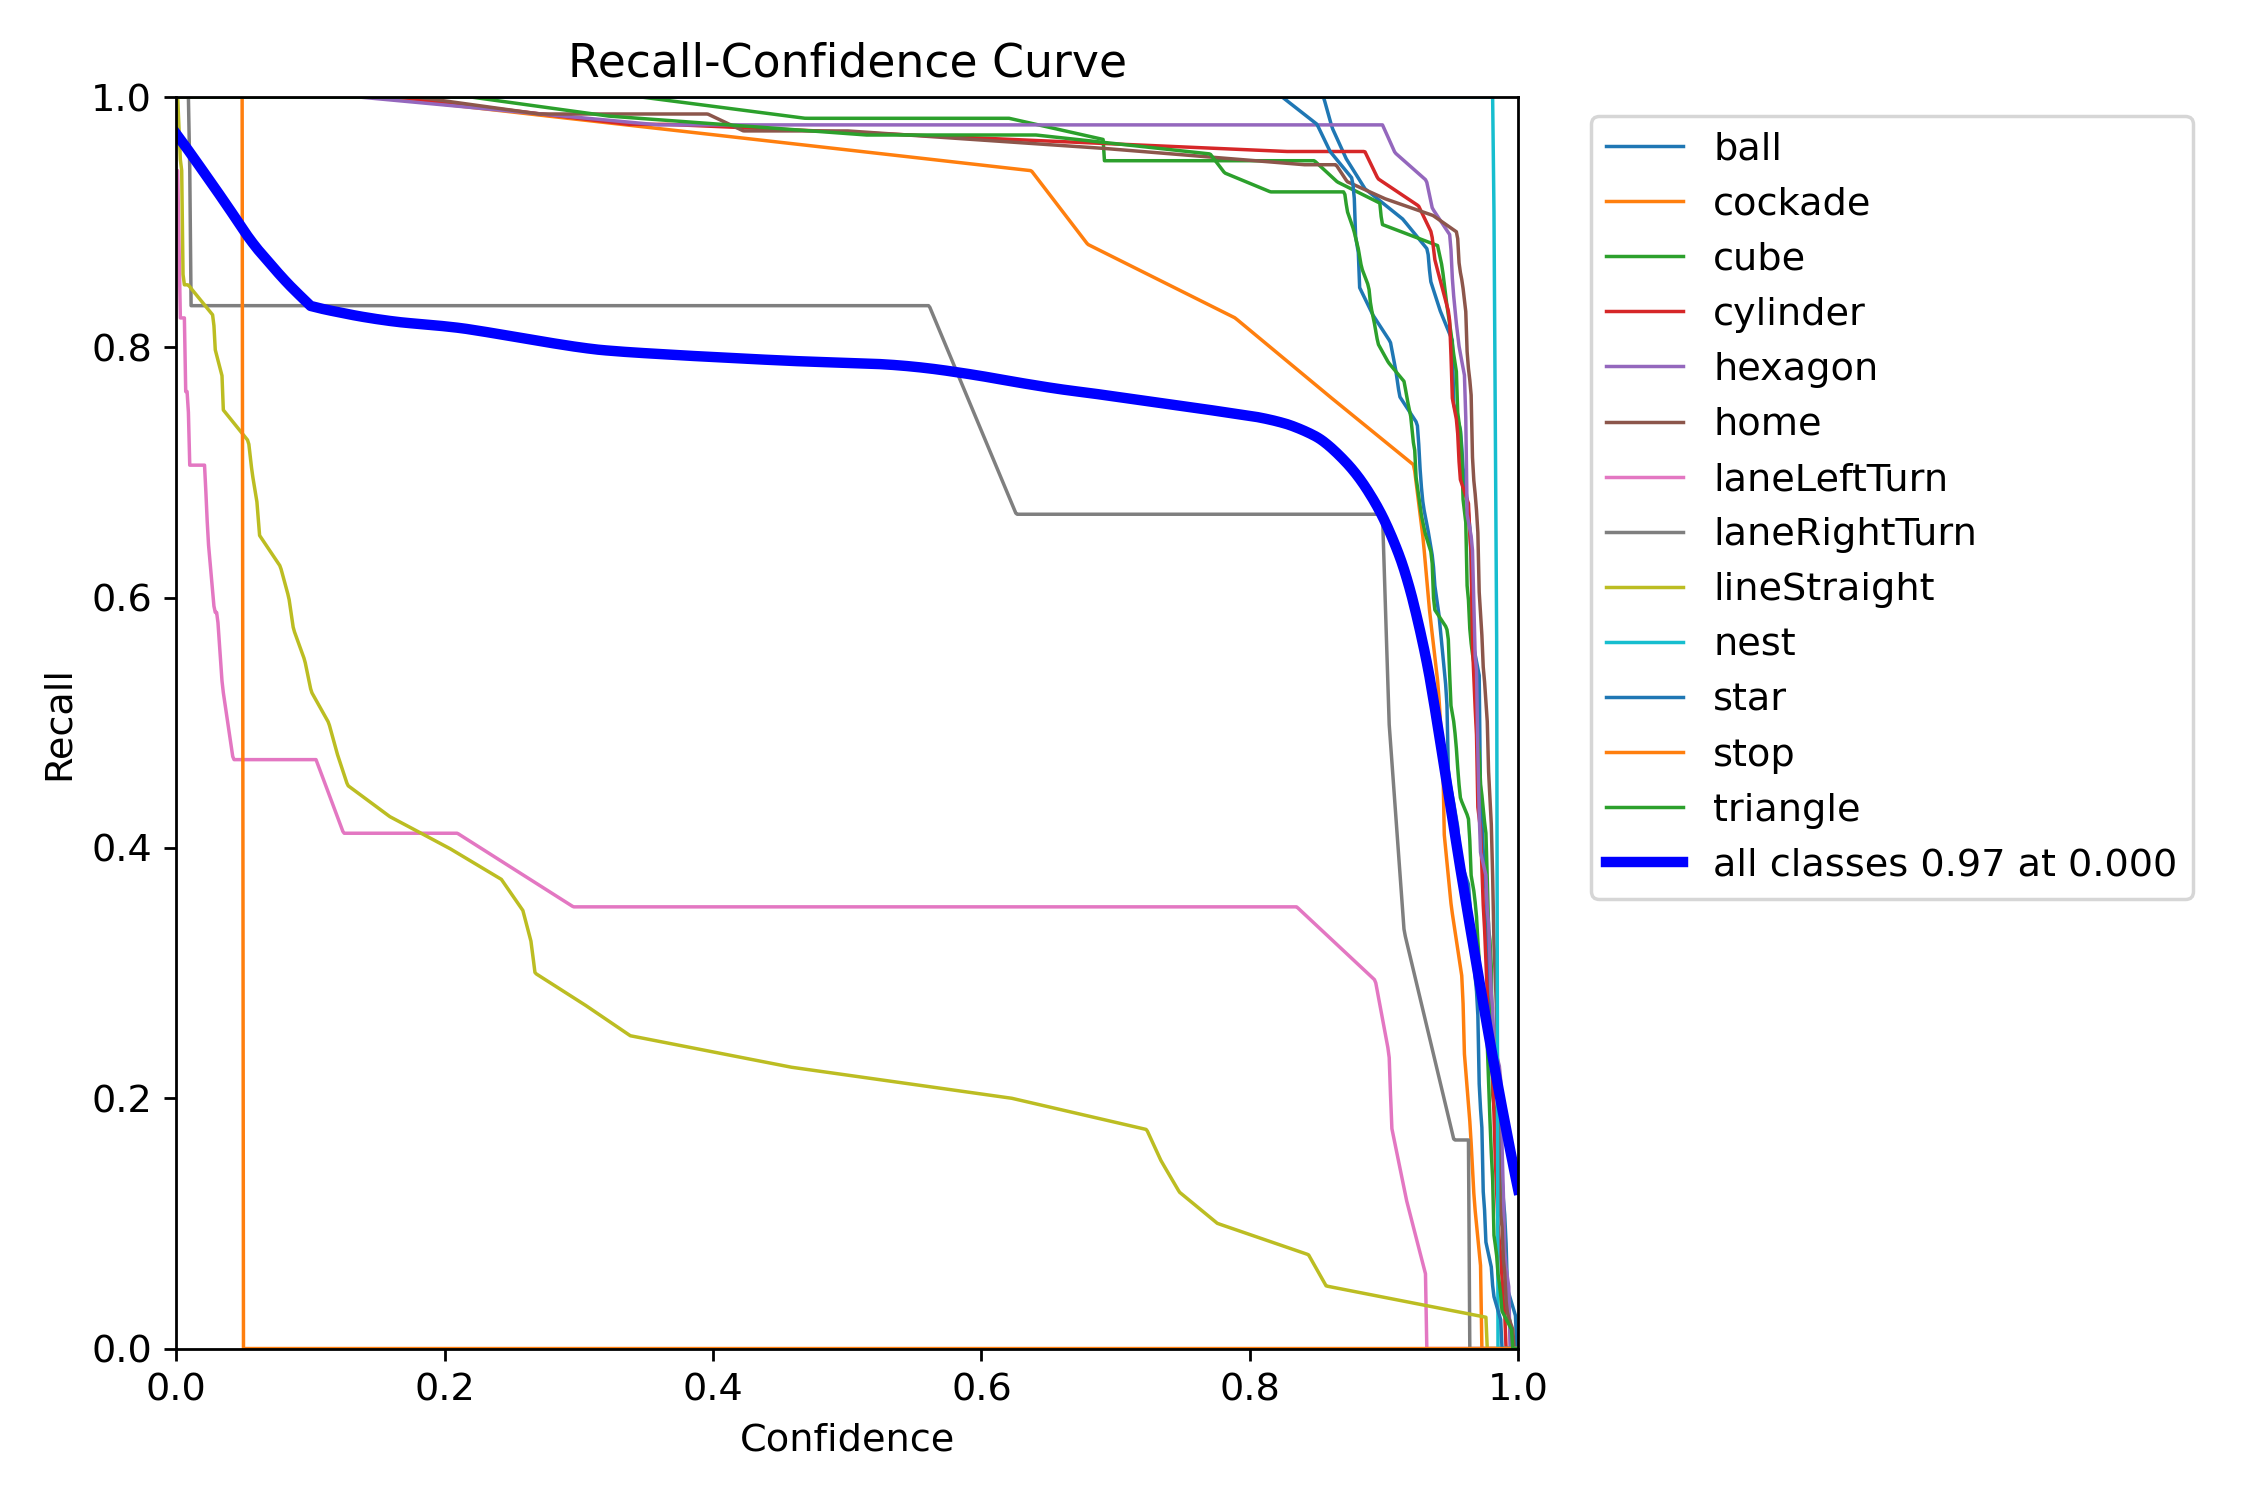 Recall-Confidence Curve
1.0
0.8
0.6
0.4
0.2
0.0
Recall
0.0 0.2 0.4 0.6 0.8 1.0
Confidence
ball
cockade
cube
cylinder
hexagon
home
laneLeftTurn
laneRightTurn
lineStraight
nest
star
stop
triangle
all classes 0.97 at 0.000